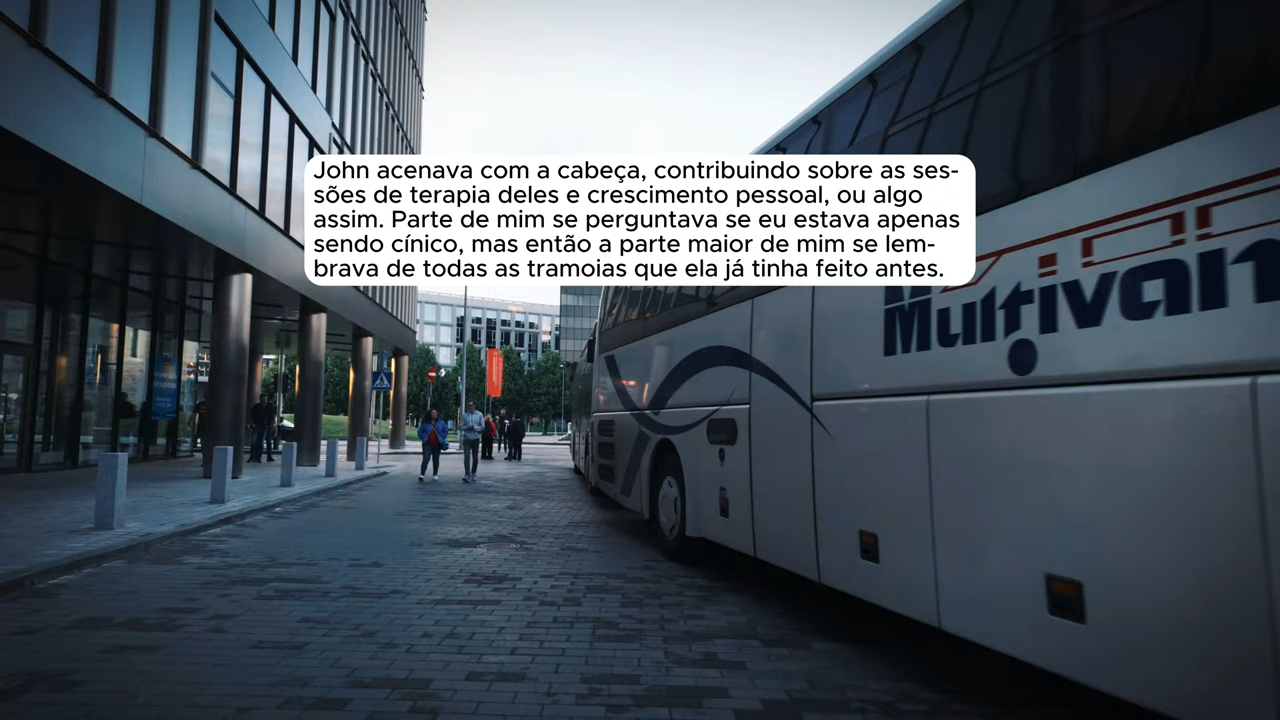 John acenava com a cabeça, contribuindo sobre as ses-
sões de terapia deles e crescimento pessoal, ou algo
assim. Parte de mim se perguntava se eu estava apenas
sendo cínico, mas então a parte maior de mim se lem-
brava de todas as tramoias que ela já tinha feito antes.
Multivan